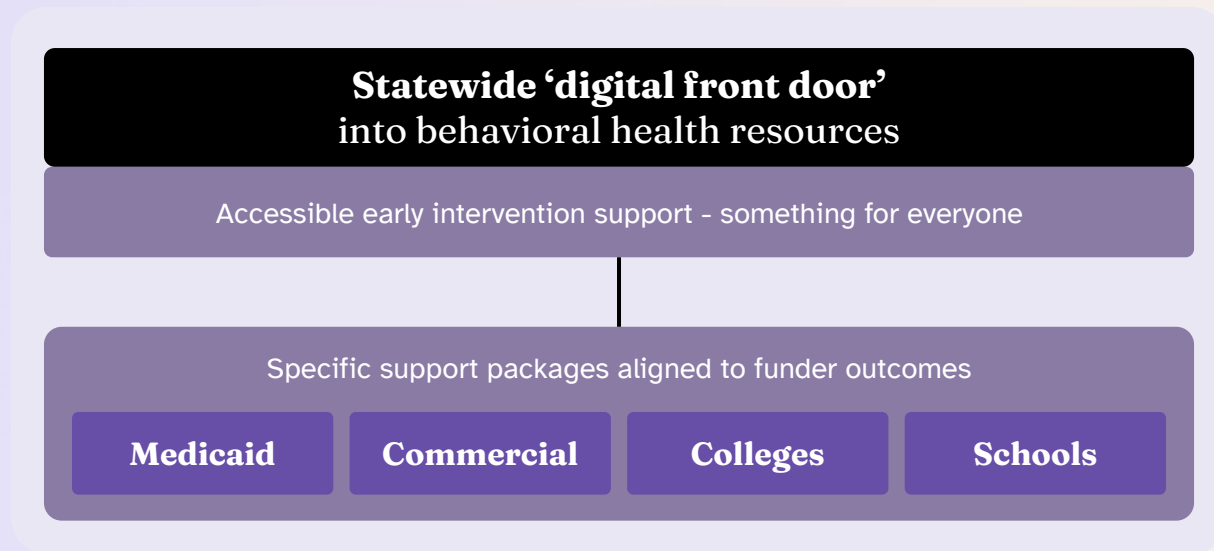 Statewide ‘digital front door’
into behavioral health resources
Accessible early intervention support - something for everyone
Specific support packages aligned to funder outcomes
Medicaid
Commercial
Colleges
Schools